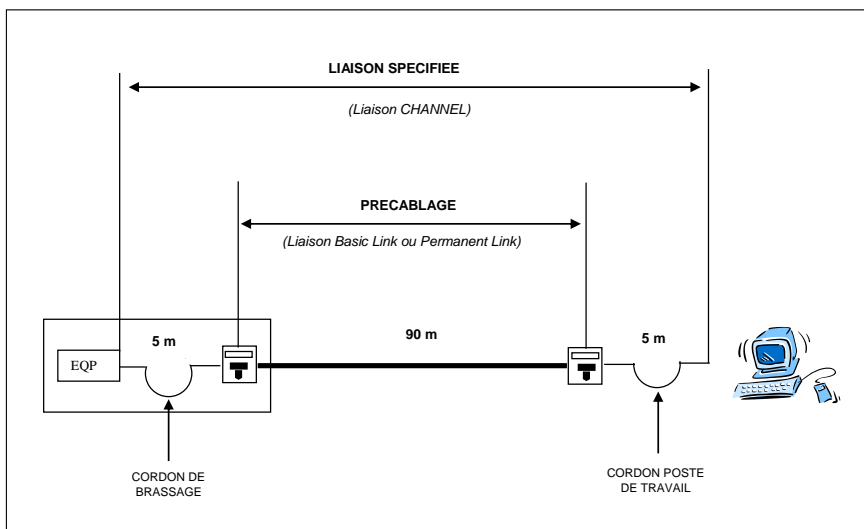 LIAISON SPECIFIEE
(Liaison CHANNEL)
PRECABLAGE
(Liaison Basic Link ou Permanent Link)
5 m
90 m
5 m
EQP
CORDON DE
BRASSAGE
CORDON POSTE
DE TRAVAIL